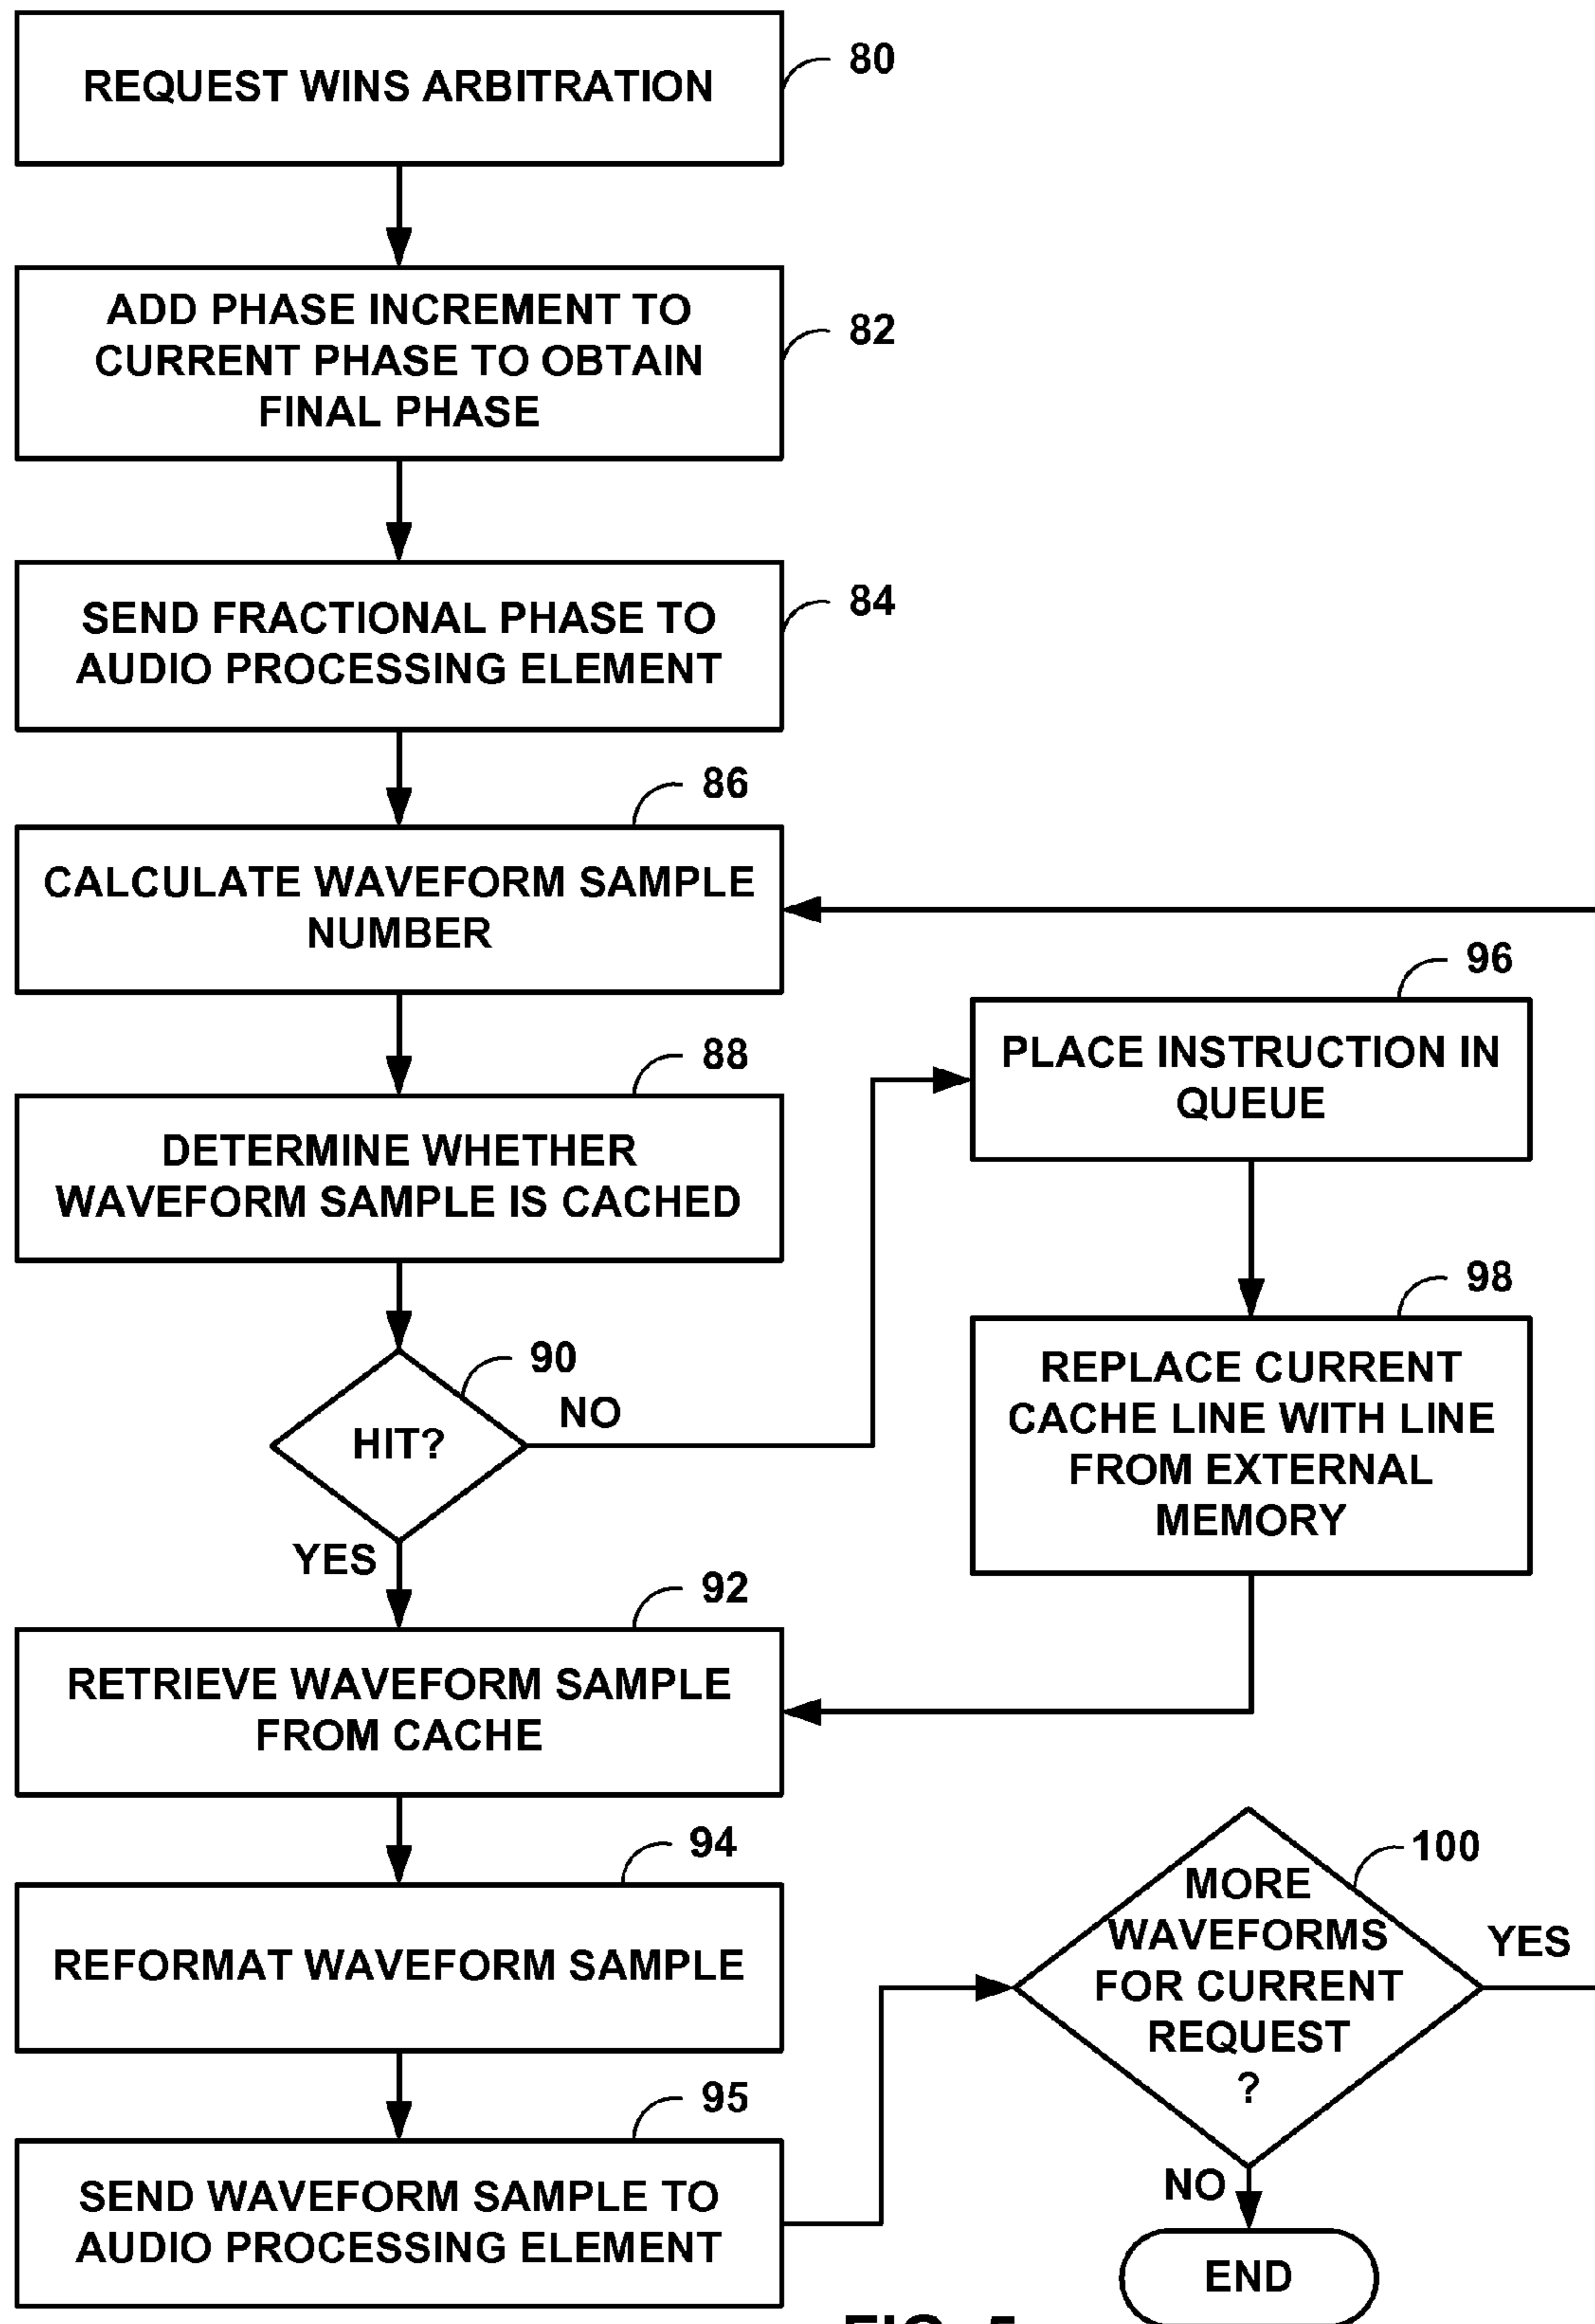 REQUEST WINS ARBITRATION
80
ADD PHASE INCREMENT TO
CURRENT PHASE TO OBTAIN
FINAL PHASE
82
SEND FRACTIONAL PHASE TO
AUDIO PROCESSING ELEMENT
84
86
CALCULATE WAVEFORM SAMPLE
NUMBER
88
DETERMINE WHETHER
WAVEFORM SAMPLE IS CACHED
90
HIT?
NO
YES
96
PLACE INSTRUCTION IN
QUEUE
98
REPLACE CURRENT
CACHE LINE WITH LINE
FROM EXTERNAL
MEMORY
92
RETRIEVE WAVEFORM SAMPLE
FROM CACHE
94
REFORMAT WAVEFORM SAMPLE
95
SEND WAVEFORM SAMPLE TO
AUDIO PROCESSING ELEMENT
100
MORE
WAVEFORMS
FOR CURRENT
REQUEST
?
YES
NO
END